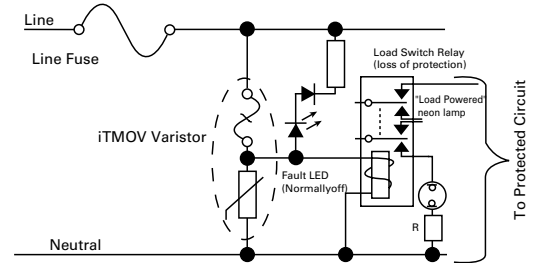 Line
Line Fuse
Load Switch Relay
(loss of protection)
"Load Powered"
neon lamp
iTMOV Varistor
Fault LED
(Normallyoff)
R
Neutral
To Protected Circuit